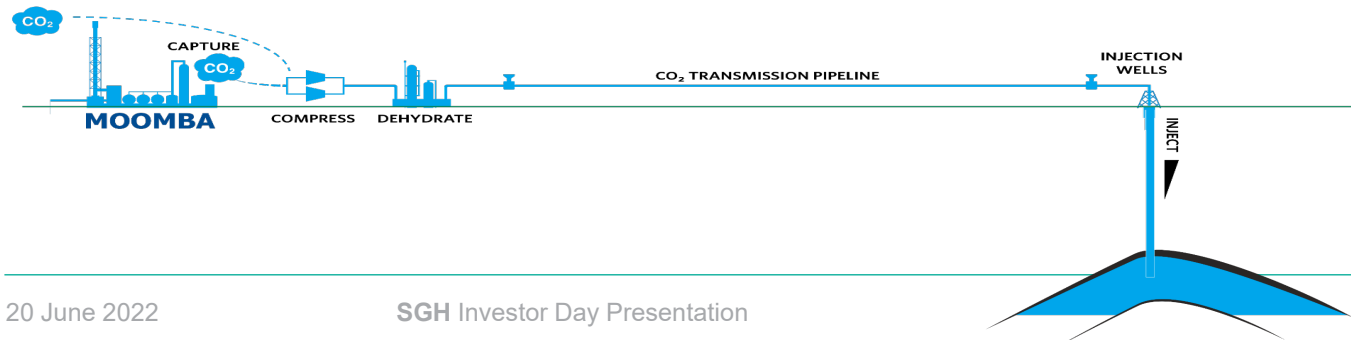 CO₂
CAPTURE
CO₂
MOOMBA
COMPRESS
DEHYDRATE
CO₂ TRANSMISSION PIPELINE
INJECTION
WELLS
INJECT
20 June 2022
SGH Investor Day Presentation